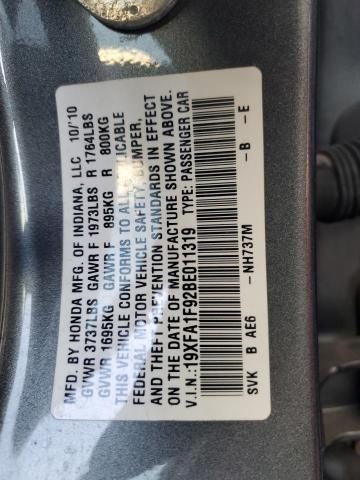 MFD. BY HONDA MFG. OF INDIANA, LLC 10/'10
GVWR 3737LBS GAWR F 1973LBS R 1764LBS
GVWR 1695KG GAWR F 895KG R 800KG
THIS VEHICLE CONFORMS TO ALL APPLICABLE
FEDERAL MOTOR VEHICLE SAFETY, BUMPER,
AND THEFT PREVENTION STANDARDS IN EFFECT
ON THE DATE OF MANUFACTURE SHOWN ABOVE.
V.I.N.:19XFA1F92BE011319 TYPE: PASSENGER CAR
SVK B AE6 -NH737M -B -E